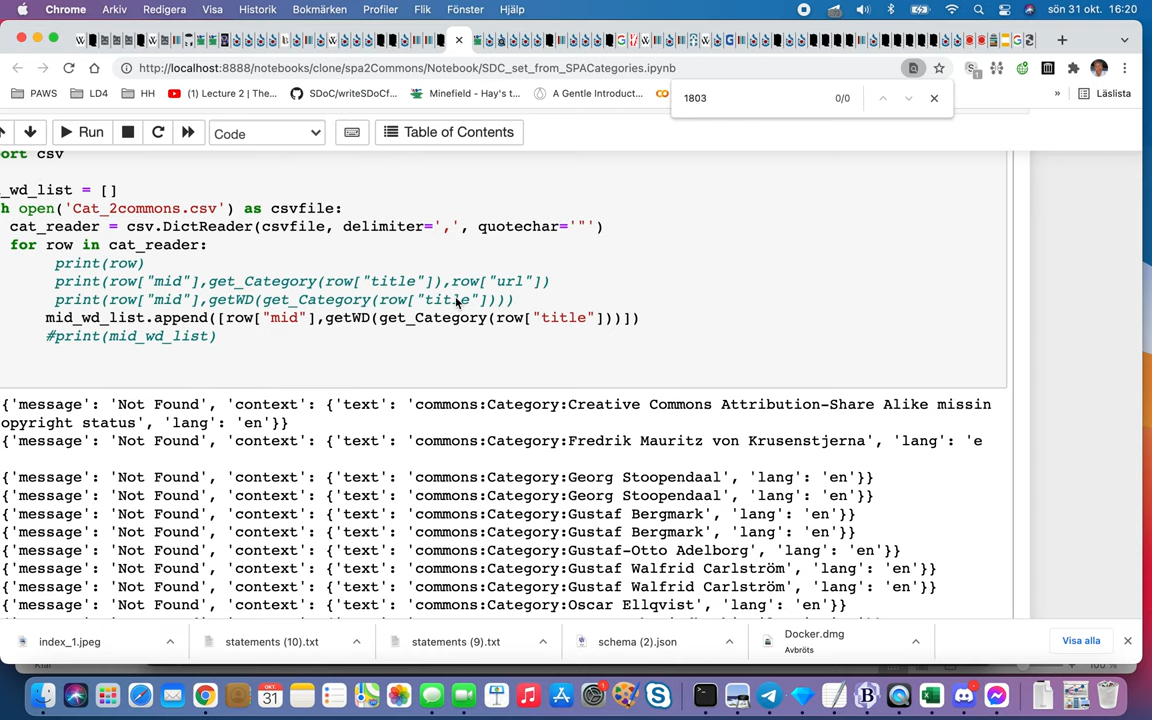 Chrome Arkiv Redigera Visa Historik Bokmärken Profiler Flik Fönster Hjälp sön 31 okt. 16:20
http://localhost:8888/notebooks/clone/spa2Commons/Notebook/SDC_set_from_SPACategories.ipynb
PAWS LD4 HH (1) Lecture 2 | The... SDoC/writeSDoCf... Minefield - Hay's t... A Gentle Introduct... » Läslista
1803 0/0
Run Code Table of Contents
ort csv
_wd_list = []
h open('Cat_2commons.csv') as csvfile:
cat_reader = csv.DictReader(csvfile, delimiter=',', quotechar='"')
for row in cat_reader:
print(row)
print(row["mid"],get_Category(row["title"]),row["url"])
print(row["mid"],getWD(get_Category(row["title"])))
mid_wd_list.append([row["mid"],getWD(get_Category(row["title"]))])
#print(mid_wd_list)
{'message': 'Not Found', 'context': {'text': 'commons:Category:Creative Commons Attribution-Share Alike missin
opyright status', 'lang': 'en'}}
{'message': 'Not Found', 'context': {'text': 'commons:Category:Fredrik Mauritz von Krusenstjerna', 'lang': 'e
{'message': 'Not Found', 'context': {'text': 'commons:Category:Georg Stoopendaal', 'lang': 'en'}}
{'message': 'Not Found', 'context': {'text': 'commons:Category:Georg Stoopendaal', 'lang': 'en'}}
{'message': 'Not Found', 'context': {'text': 'commons:Category:Gustaf Bergmark', 'lang': 'en'}}
{'message': 'Not Found', 'context': {'text': 'commons:Category:Gustaf Bergmark', 'lang': 'en'}}
{'message': 'Not Found', 'context': {'text': 'commons:Category:Gustaf-Otto Adelborg', 'lang': 'en'}}
{'message': 'Not Found', 'context': {'text': 'commons:Category:Gustaf Walfrid Carlström', 'lang': 'en'}}
{'message': 'Not Found', 'context': {'text': 'commons:Category:Gustaf Walfrid Carlström', 'lang': 'en'}}
{'message': 'Not Found', 'context': {'text': 'commons:Category:Oscar Ellqvist', 'lang': 'en'}}
index_1.jpeg statements (10).txt statements (9).txt schema (2).json Docker.dmg Visa alla
Avbröts
100 %
OKT
31